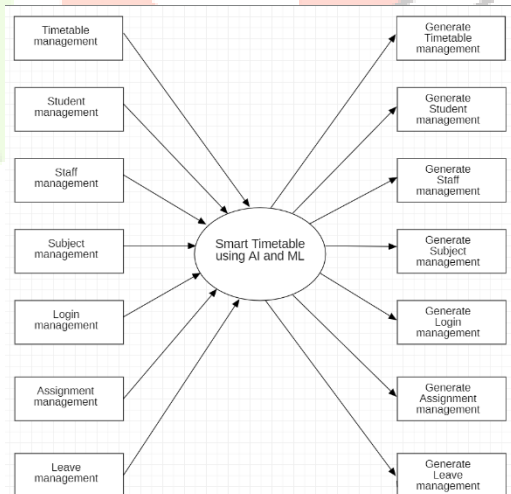 Timetable
management
Student
management
Staff
management
Subject
management
Login
management
Assignment
management
Leave
management
Smart Timetable
using AI and ML
Generate
Timetable
management
Generate
Student
management
Generate
Staff
management
Generate
Subject
management
Generate
Login
management
Generate
Assignment
management
Generate
Leave
management